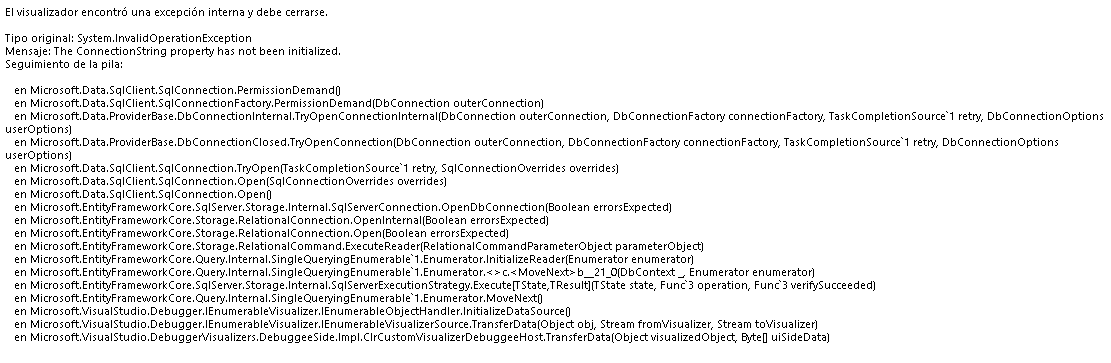 El visualizador encontró una excepción interna y debe cerrarse.
Tipo original: System.InvalidOperationException
Mensaje: The ConnectionString property has not been initialized.
Seguimiento de la pila:
en Microsoft.Data.SqlClient.SqlConnection.PermissionDemand()
en Microsoft.Data.SqlClient.SqlConnectionFactory.PermissionDemand(DbConnection outerConnection)
en Microsoft.Data.ProviderBase.DbConnectionInternal.TryOpenConnectionInternal(DbConnection outerConnection, DbConnectionFactory connectionFactory, TaskCompletionSource`1 retry, DbConnectionOptions
userOptions)
en Microsoft.Data.ProviderBase.DbConnectionClosed.TryOpenConnection(DbConnection outerConnection, DbConnectionFactory connectionFactory, TaskCompletionSource`1 retry, DbConnectionOptions
userOptions)
en Microsoft.Data.SqlClient.SqlConnection.TryOpen(TaskCompletionSource`1 retry, SqlConnectionOverrides overrides)
en Microsoft.Data.SqlClient.SqlConnection.Open(SqlConnectionOverrides overrides)
en Microsoft.Data.SqlClient.SqlConnection.Open()
en Microsoft.EntityFrameworkCore.SqlServer.Storage.Internal.SqlServerConnection.OpenDbConnection(Boolean errorsExpected)
en Microsoft.EntityFrameworkCore.Storage.RelationalConnection.OpenInternal(Boolean errorsExpected)
en Microsoft.EntityFrameworkCore.Storage.RelationalConnection.Open(Boolean errorsExpected)
en Microsoft.EntityFrameworkCore.Storage.RelationalCommand.ExecuteReader(RelationalCommandParameterObject parameterObject)
en Microsoft.EntityFrameworkCore.Query.Internal.SingleQueryingEnumerable`1.Enumerator.InitializeReader(Enumerator enumerator)
en Microsoft.EntityFrameworkCore.Query.Internal.SingleQueryingEnumerable`1.Enumerator.<>c.<MoveNext>b__21_0(DbContext _, Enumerator enumerator)
en Microsoft.EntityFrameworkCore.SqlServer.Storage.Internal.SqlServerExecutionStrategy.Execute[TState,TResult](TState state, Func`3 operation, Func`3 verifySucceeded)
en Microsoft.EntityFrameworkCore.Query.Internal.SingleQueryingEnumerable`1.Enumerator.MoveNext()
en Microsoft.VisualStudio.Debugger.IEnumerableVisualizer.IEnumerableObjectHandler.InitializeDataSource()
en Microsoft.VisualStudio.Debugger.IEnumerableVisualizer.IEnumerableVisualizerSource.TransferData(Object obj, Stream fromVisualizer, Stream toVisualizer)
en Microsoft.VisualStudio.DebuggerVisualizers.DebuggeeSide.Impl.ClrCustomVisualizerDebuggeeHost.TransferData(Object visualizedObject, Byte[] uiSideData)